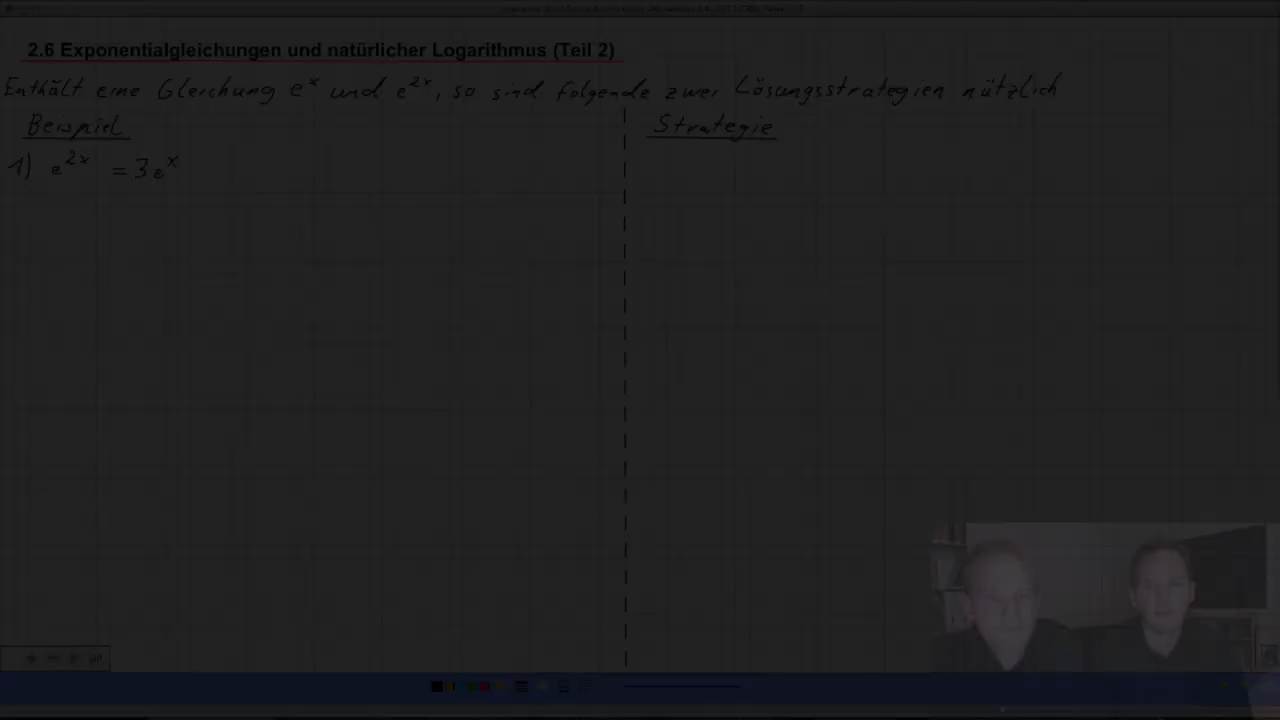 2.6 Exponentialgleichungen und natürlicher Logarithmus (Teil 2)
Enthält eine Gleichung e^x und e^2x, so sind folgende zwei Lösungsstrategien nützlich
Beispiel
Strategie
1) e^2x = 3e^x